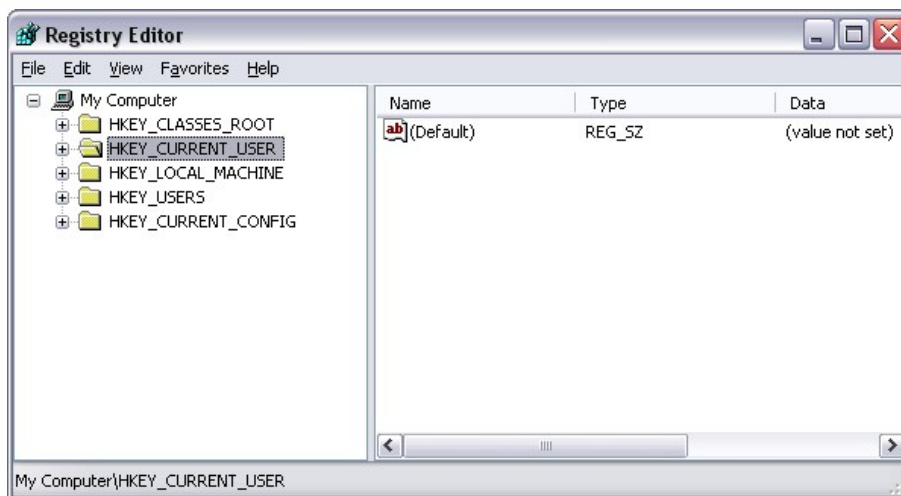 Registry Editor
File Edit View Favorites Help
My Computer
HKEY_CLASSES_ROOT
HKEY_CURRENT_USER
HKEY_LOCAL_MACHINE
HKEY_USERS
HKEY_CURRENT_CONFIG
Name Type Data
ab (Default) REG_SZ (value not set)
My Computer\HKEY_CURRENT_USER